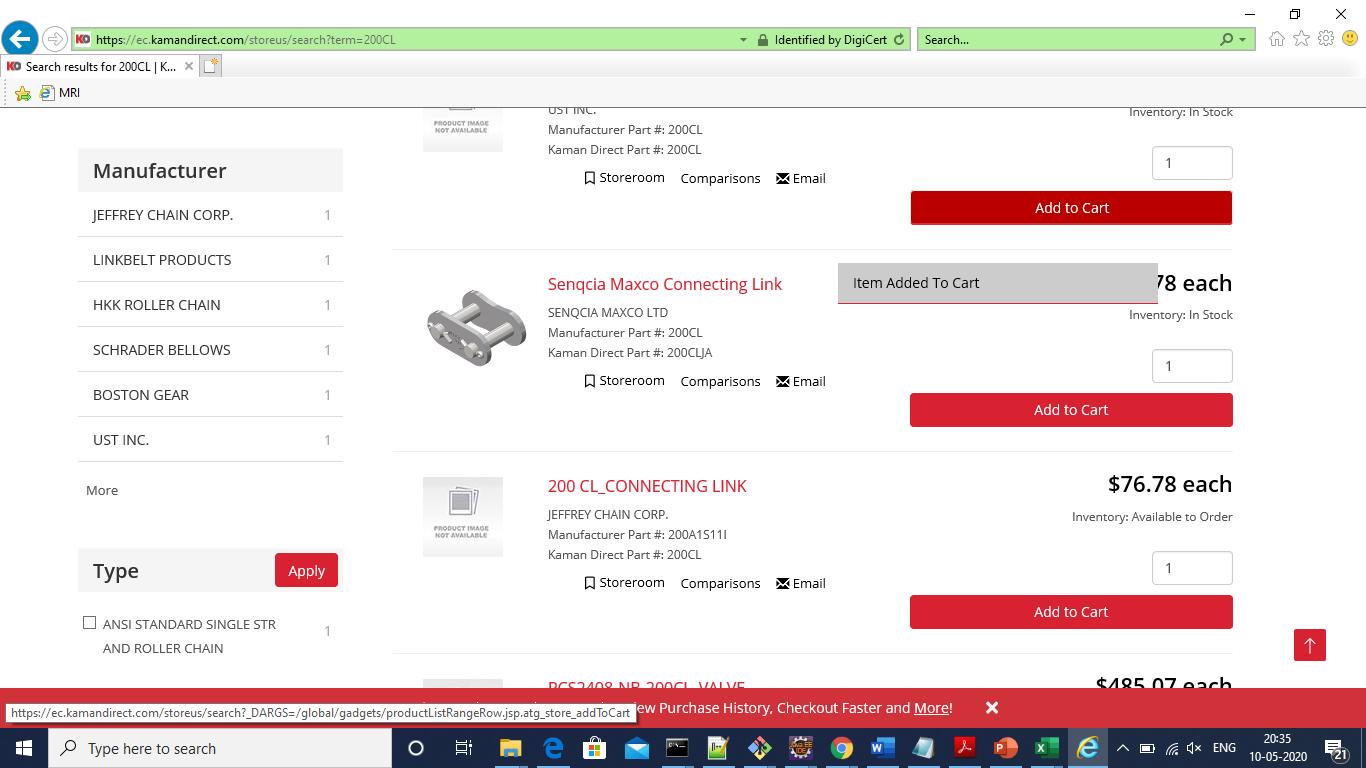 https://ec.kamandirect.com/storeus/search?term=200CL
Identified by DigiCert
Search...
KD Search results for 200CL | K...
MRI
UST INC.
Manufacturer Part #: 200CL
Kaman Direct Part #: 200CL
Storeroom Comparisons Email
Inventory: In Stock
1
Add to Cart
Manufacturer
JEFFREY CHAIN CORP. 1
LINKBELT PRODUCTS 1
HKK ROLLER CHAIN 1
SCHRADER BELLOWS 1
BOSTON GEAR 1
UST INC. 1
More
Type
Apply
ANSI STANDARD SINGLE STR
AND ROLLER CHAIN
1
PRODUCT IMAGE
NOT AVAILABLE
Senqcia Maxco Connecting Link
SENQCIA MAXCO LTD
Manufacturer Part #: 200CL
Kaman Direct Part #: 200CLJA
Storeroom Comparisons Email
Item Added To Cart
78 each
Inventory: In Stock
1
Add to Cart
PRODUCT IMAGE
NOT AVAILABLE
200 CL_CONNECTING LINK
JEFFREY CHAIN CORP.
Manufacturer Part #: 200A1S11I
Kaman Direct Part #: 200CL
Storeroom Comparisons Email
$76.78 each
Inventory: Available to Order
1
Add to Cart
PCS2408-NB-200CL_VALVE
$485.07 each
ew Purchase History, Checkout Faster and More!
https://ec.kamandirect.com/storeus/search?_DARGS=/global/gadgets/productListRangeRow.jsp.atg_store_addToCart
Type here to search
ENG
20:35
10-05-2020
21